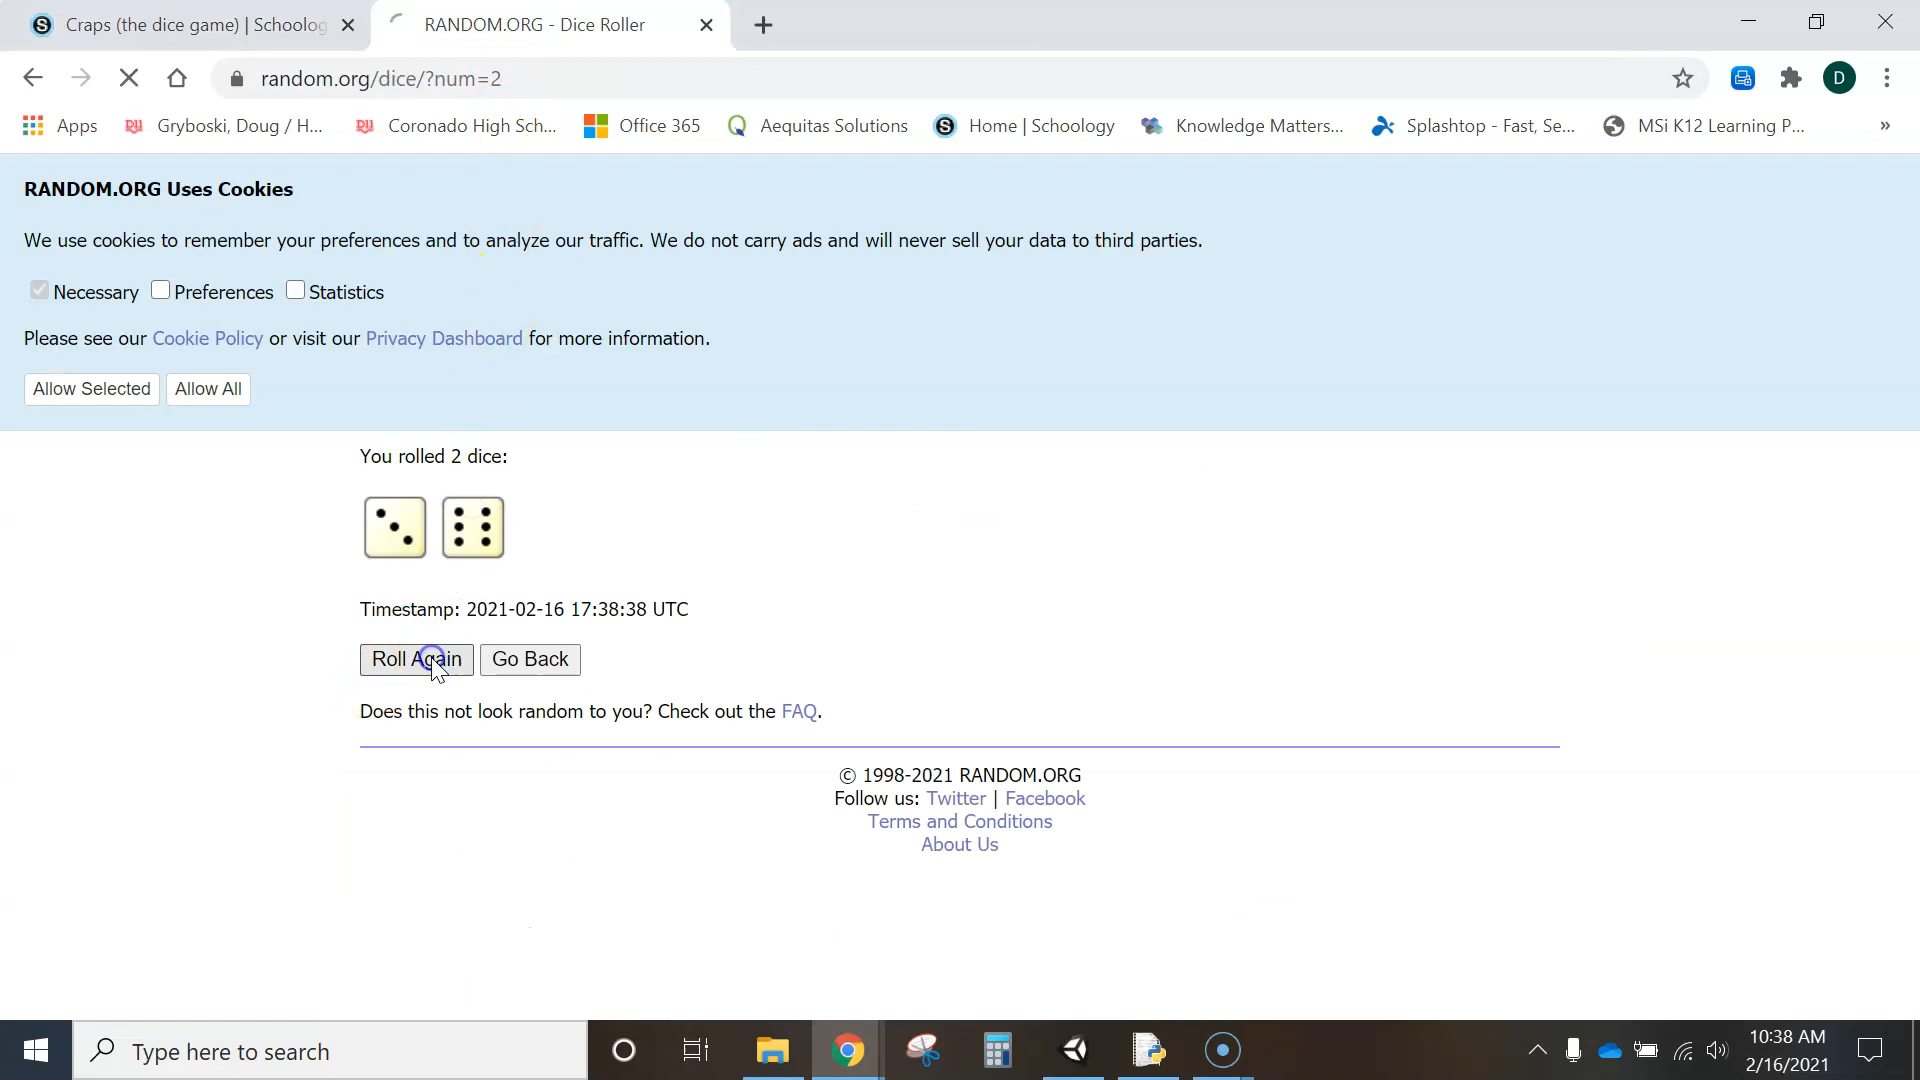 Craps (the dice game) | Schoolog
RANDOM.ORG - Dice Roller
random.org/dice/?num=2
D
Apps
Gryboski, Doug / H...
Coronado High Sch...
Office 365
Aequitas Solutions
Home | Schoology
Knowledge Matters...
Splashtop - Fast, Se...
MSi K12 Learning P...
»
RANDOM.ORG Uses Cookies
We use cookies to remember your preferences and to analyze our traffic. We do not carry ads and will never sell your data to third parties.
Necessary Preferences Statistics
Please see our Cookie Policy or visit our Privacy Dashboard for more information.
Allow Selected Allow All
You rolled 2 dice:
Timestamp: 2021-02-16 17:38:38 UTC
Roll Again Go Back
Does this not look random to you? Check out the FAQ.
© 1998-2021 RANDOM.ORG
Follow us: Twitter | Facebook
Terms and Conditions
About Us
Type here to search
10:38 AM
2/16/2021